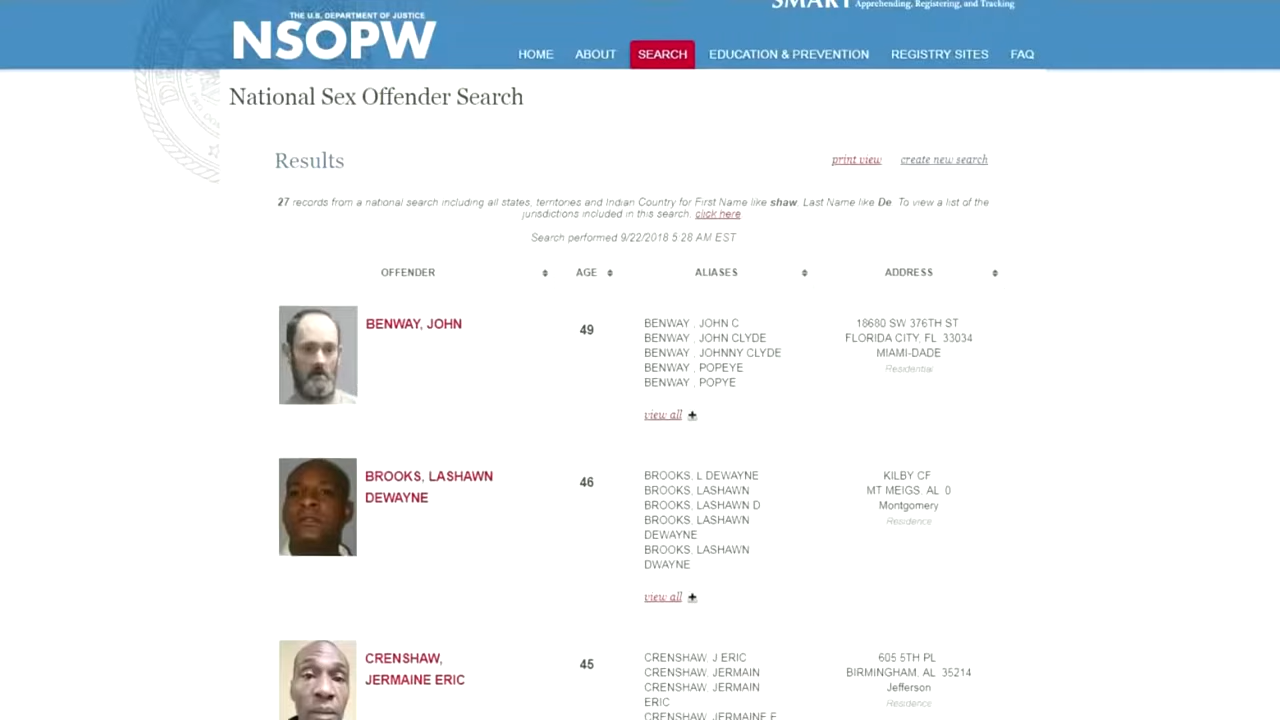 SMART Apprehending, Registering, and Tracking
THE U.S. DEPARTMENT OF JUSTICE
NSOPW
HOME ABOUT SEARCH EDUCATION & PREVENTION REGISTRY SITES FAQ
National Sex Offender Search
Results
print view create new search
27 records from a national search including all states, territories and Indian Country for First Name like shaw, Last Name like De. To view a list of the
jurisdictions included in this search, click here
Search performed 9/22/2018 5:28 AM EST
OFFENDER AGE ALIASES ADDRESS
BENWAY, JOHN 49 BENWAY , JOHN C 18680 SW 376TH ST
BENWAY , JOHN CLYDE FLORIDA CITY, FL 33034
BENWAY , JOHNNY CLYDE MIAMI-DADE
BENWAY , POPEYE Residential
BENWAY , POPYE
view all
BROOKS, LASHAWN 46 BROOKS, L DEWAYNE KILBY CF
DEWAYNE BROOKS, LASHAWN MT MEIGS, AL 0
BROOKS, LASHAWN D Montgomery
BROOKS, LASHAWN Residence
DEWAYNE
BROOKS, LASHAWN
DWAYNE
view all
CRENSHAW, 45 CRENSHAW, J ERIC 605 5TH PL
JERMAINE ERIC CRENSHAW, JERMAIN BIRMINGHAM, AL 35214
CRENSHAW, JERMAIN Jefferson
ERIC Residence
CRENSHAW, JERMAINE E